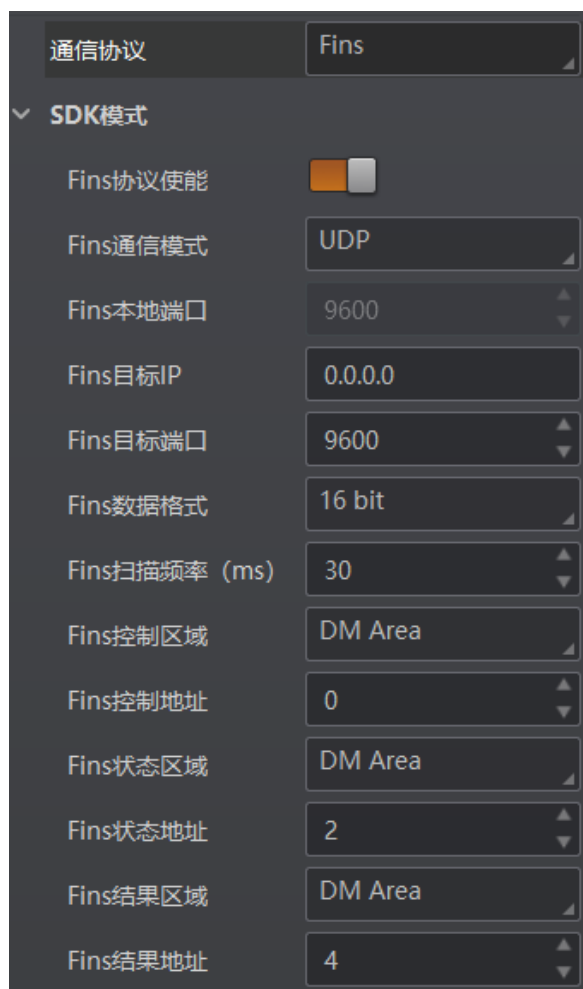 通信协议 Fins
SDK模式
Fins协议使能
Fins通信模式 UDP
Fins本地端口 9600
Fins目标IP 0.0.0.0
Fins目标端口 9600
Fins数据格式 16 bit
Fins扫描频率（ms） 30
Fins控制区域 DM Area
Fins控制地址 0
Fins状态区域 DM Area
Fins状态地址 2
Fins结果区域 DM Area
Fins结果地址 4